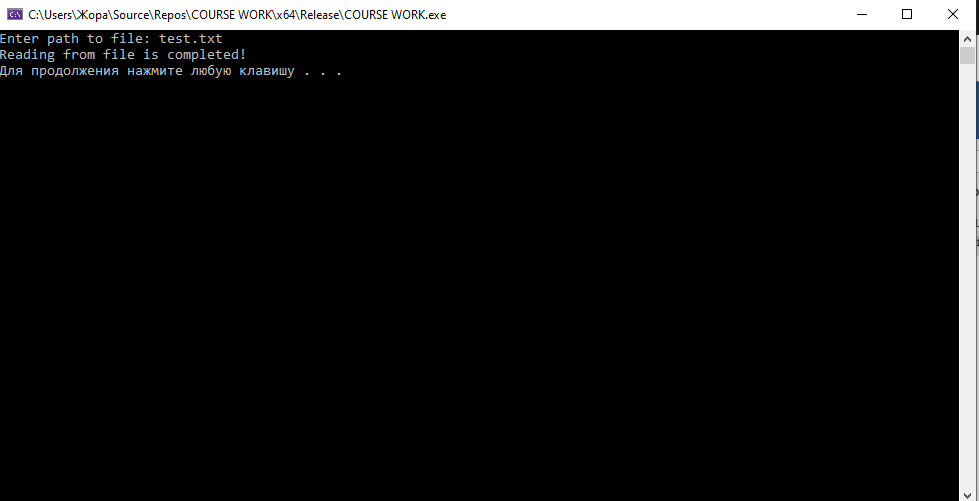 C:\Users\Жора\Source\Repos\COURSE WORK\x64\Release\COURSE WORK.exe
Enter path to file: test.txt
Reading from file is completed!
Для продолжения нажмите любую клавишу . . .